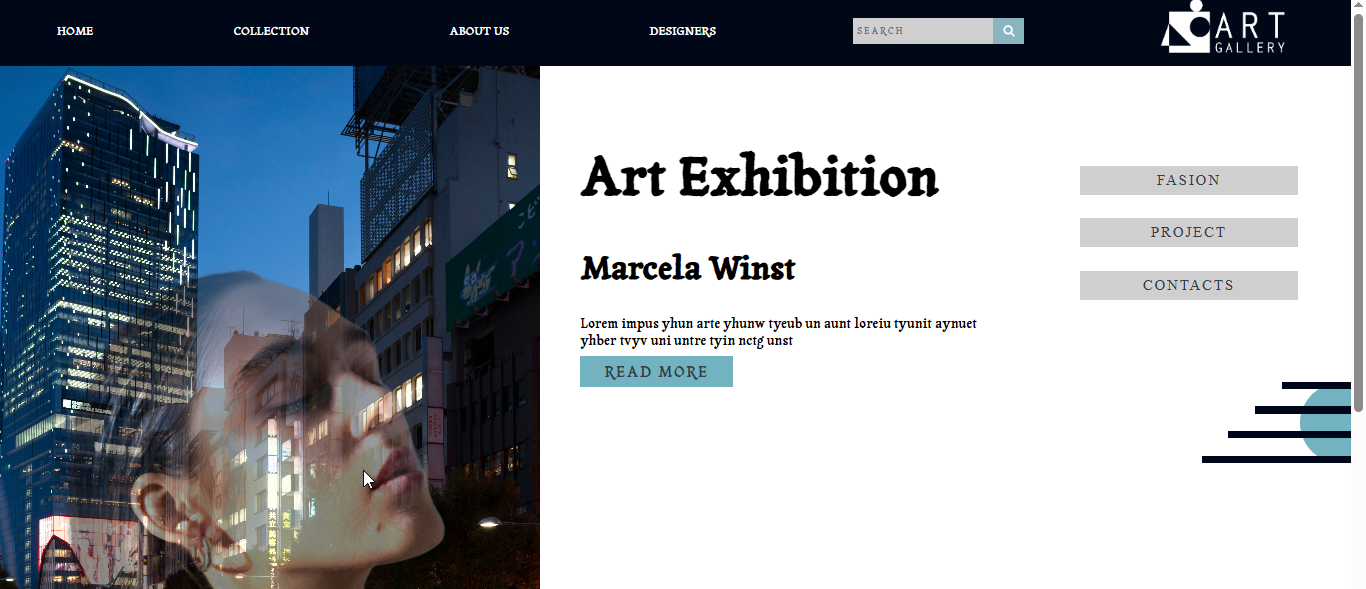 HOME
COLLECTION
ABOUT US
DESIGNERS
SEARCH
ART
GALLERY
Art Exhibition
Marcela Winst
Lorem impus yhun arte yhunw tyeub un aunt loreiu tyunit aynuet
yhber tvyv uni untre tyin nctg unst
READ MORE
FASION
PROJECT
CONTACTS